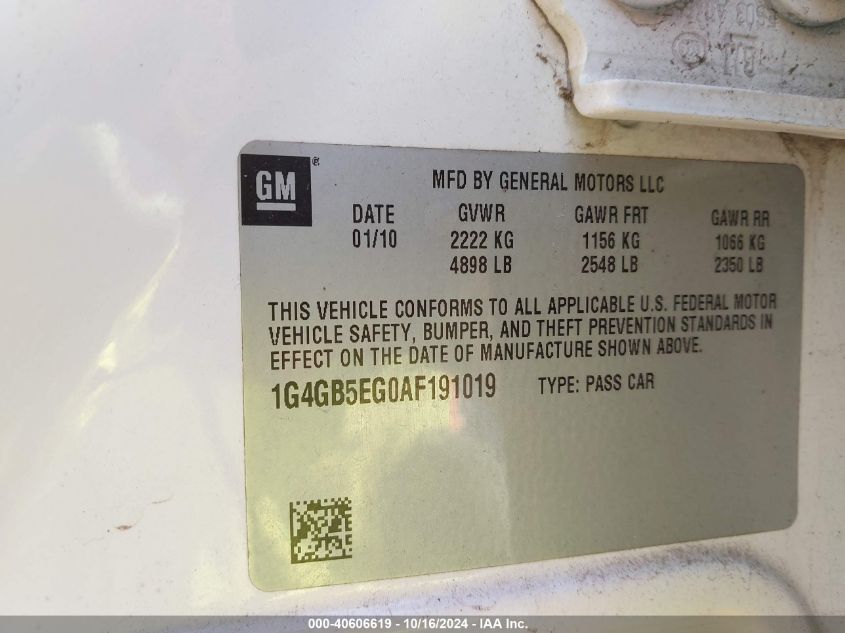 GM ®
MFD BY GENERAL MOTORS LLC
DATE GVWR GAWR FRT GAWR RR
01/10 2222 KG 1156 KG 1066 KG
4898 LB 2548 LB 2350 LB
THIS VEHICLE CONFORMS TO ALL APPLICABLE U.S. FEDERAL MOTOR
VEHICLE SAFETY, BUMPER, AND THEFT PREVENTION STANDARDS IN
EFFECT ON THE DATE OF MANUFACTURE SHOWN ABOVE.
1G4GB5EG0AF191019 TYPE: PASS CAR
000-40606619 - 10/16/2024 - IAA Inc.